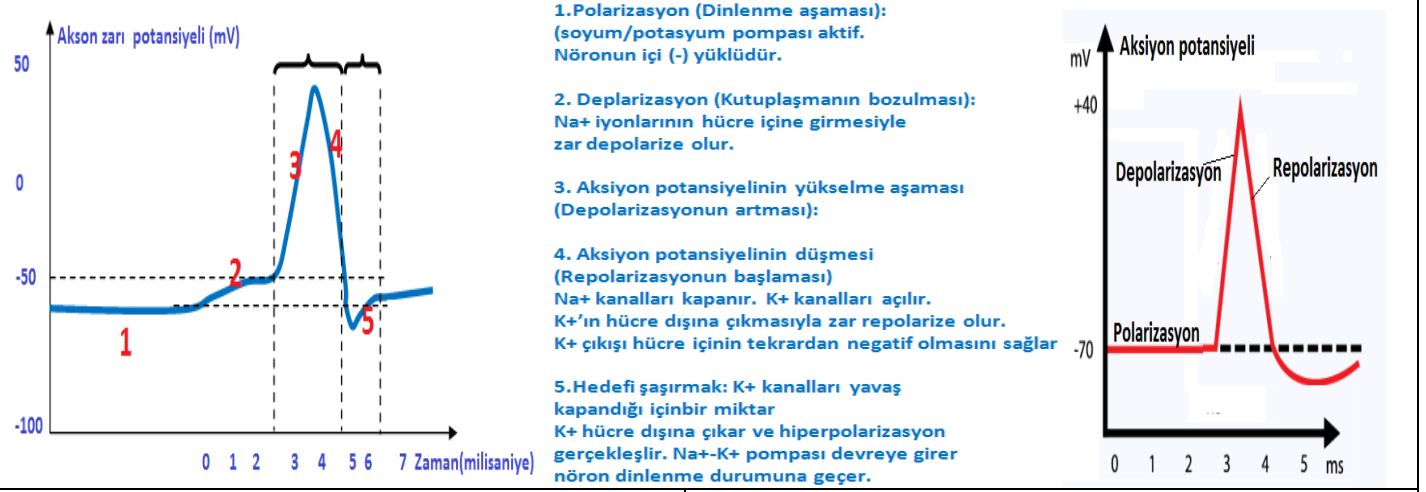 Akson zarı potansiyeli (mV)
50
0
-50
-100
1
2
3
4
5
0 1 2 3 4 5 6 7 Zaman(milisaniye)
1.Polarizasyon (Dinlenme aşaması):
(soyum/potasyum pompası aktif.
Nöronun içi (-) yüklüdür.
2. Deplarizasyon (Kutuplaşmanın bozulması):
Na+ iyonlarının hücre içine girmesiyle
zar depolarize olur.
3. Aksiyon potansiyelinin yükselme aşaması
(Depolarizasyonun artması):
4. Aksiyon potansiyelinin düşmesi
(Repolarizasyonun başlaması)
Na+ kanalları kapanır. K+ kanalları açılır.
K+'ın hücre dışına çıkmasıyla zar repolarize olur.
K+ çıkışı hücre içinin tekrardan negatif olmasını sağlar
5.Hedefi şaşırmak: K+ kanalları yavaş
kapandığı içinbir miktar
K+ hücre dışına çıkar ve hiperpolarizasyon
gerçekleşlir. Na+-K+ pompası devreye girer
nöron dinlenme durumuna geçer.
mV
Aksiyon potansiyeli
+40
Depolarizasyon
Repolarizasyon
Polarizasyon
-70
0 1 2 3 4 5 ms